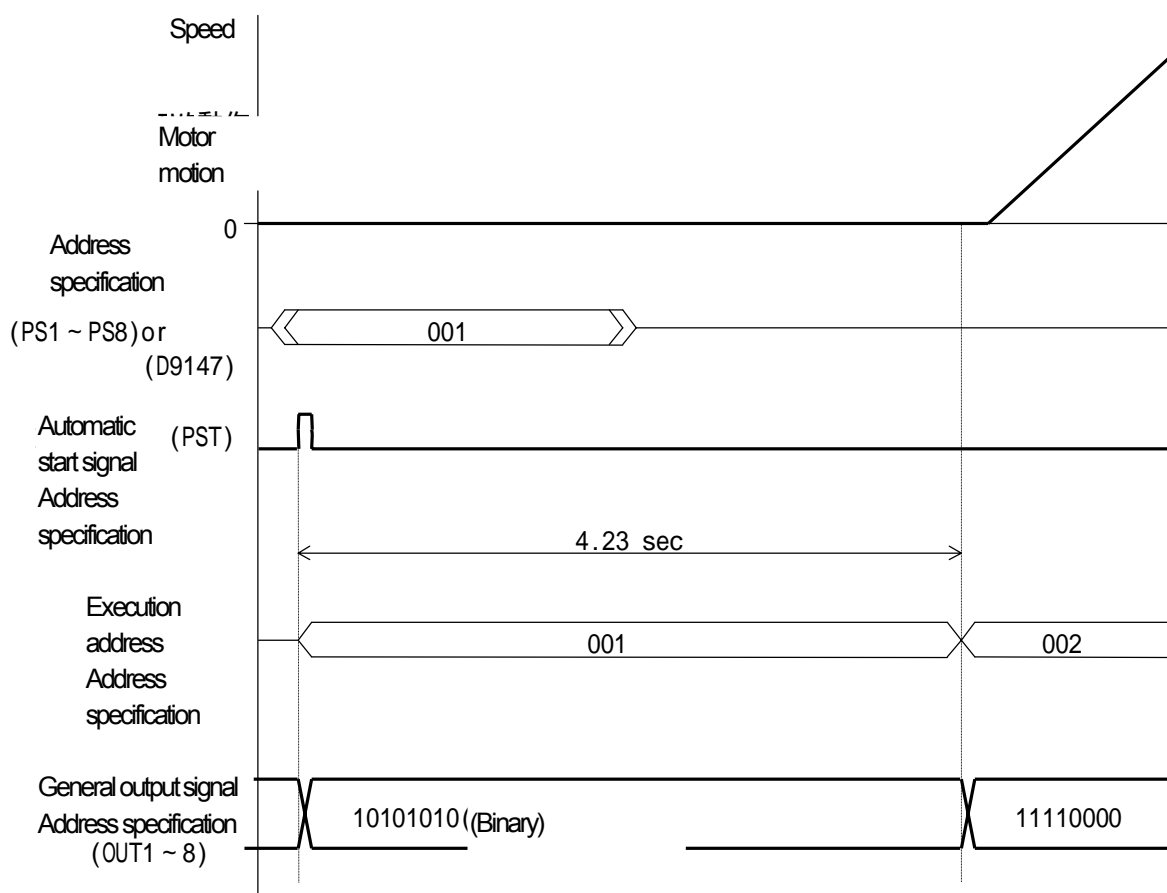 Speed
Motor
motion
0
Address
specification
(PS1 ~ PS8) or
(D9147)
001
Automatic
start signal
Address
specification
(PST)
4.23 sec
Execution
address
Address
specification
001
002
General output signal
Address specification
(OUT1 ~ 8)
10101010 ((Binary)
11110000